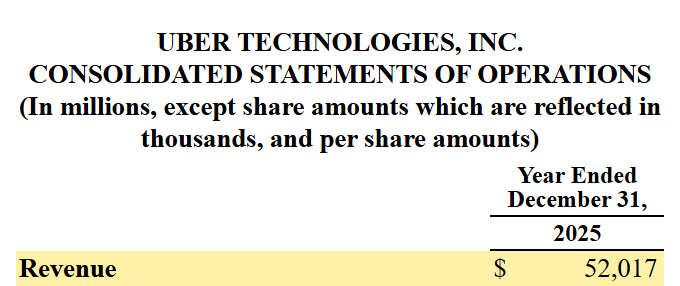 UBER TECHNOLOGIES, INC.
CONSOLIDATED STATEMENTS OF OPERATIONS
(In millions, except share amounts which are reflected in
thousands, and per share amounts)
Year Ended
December 31,
2025
Revenue $ 52,017